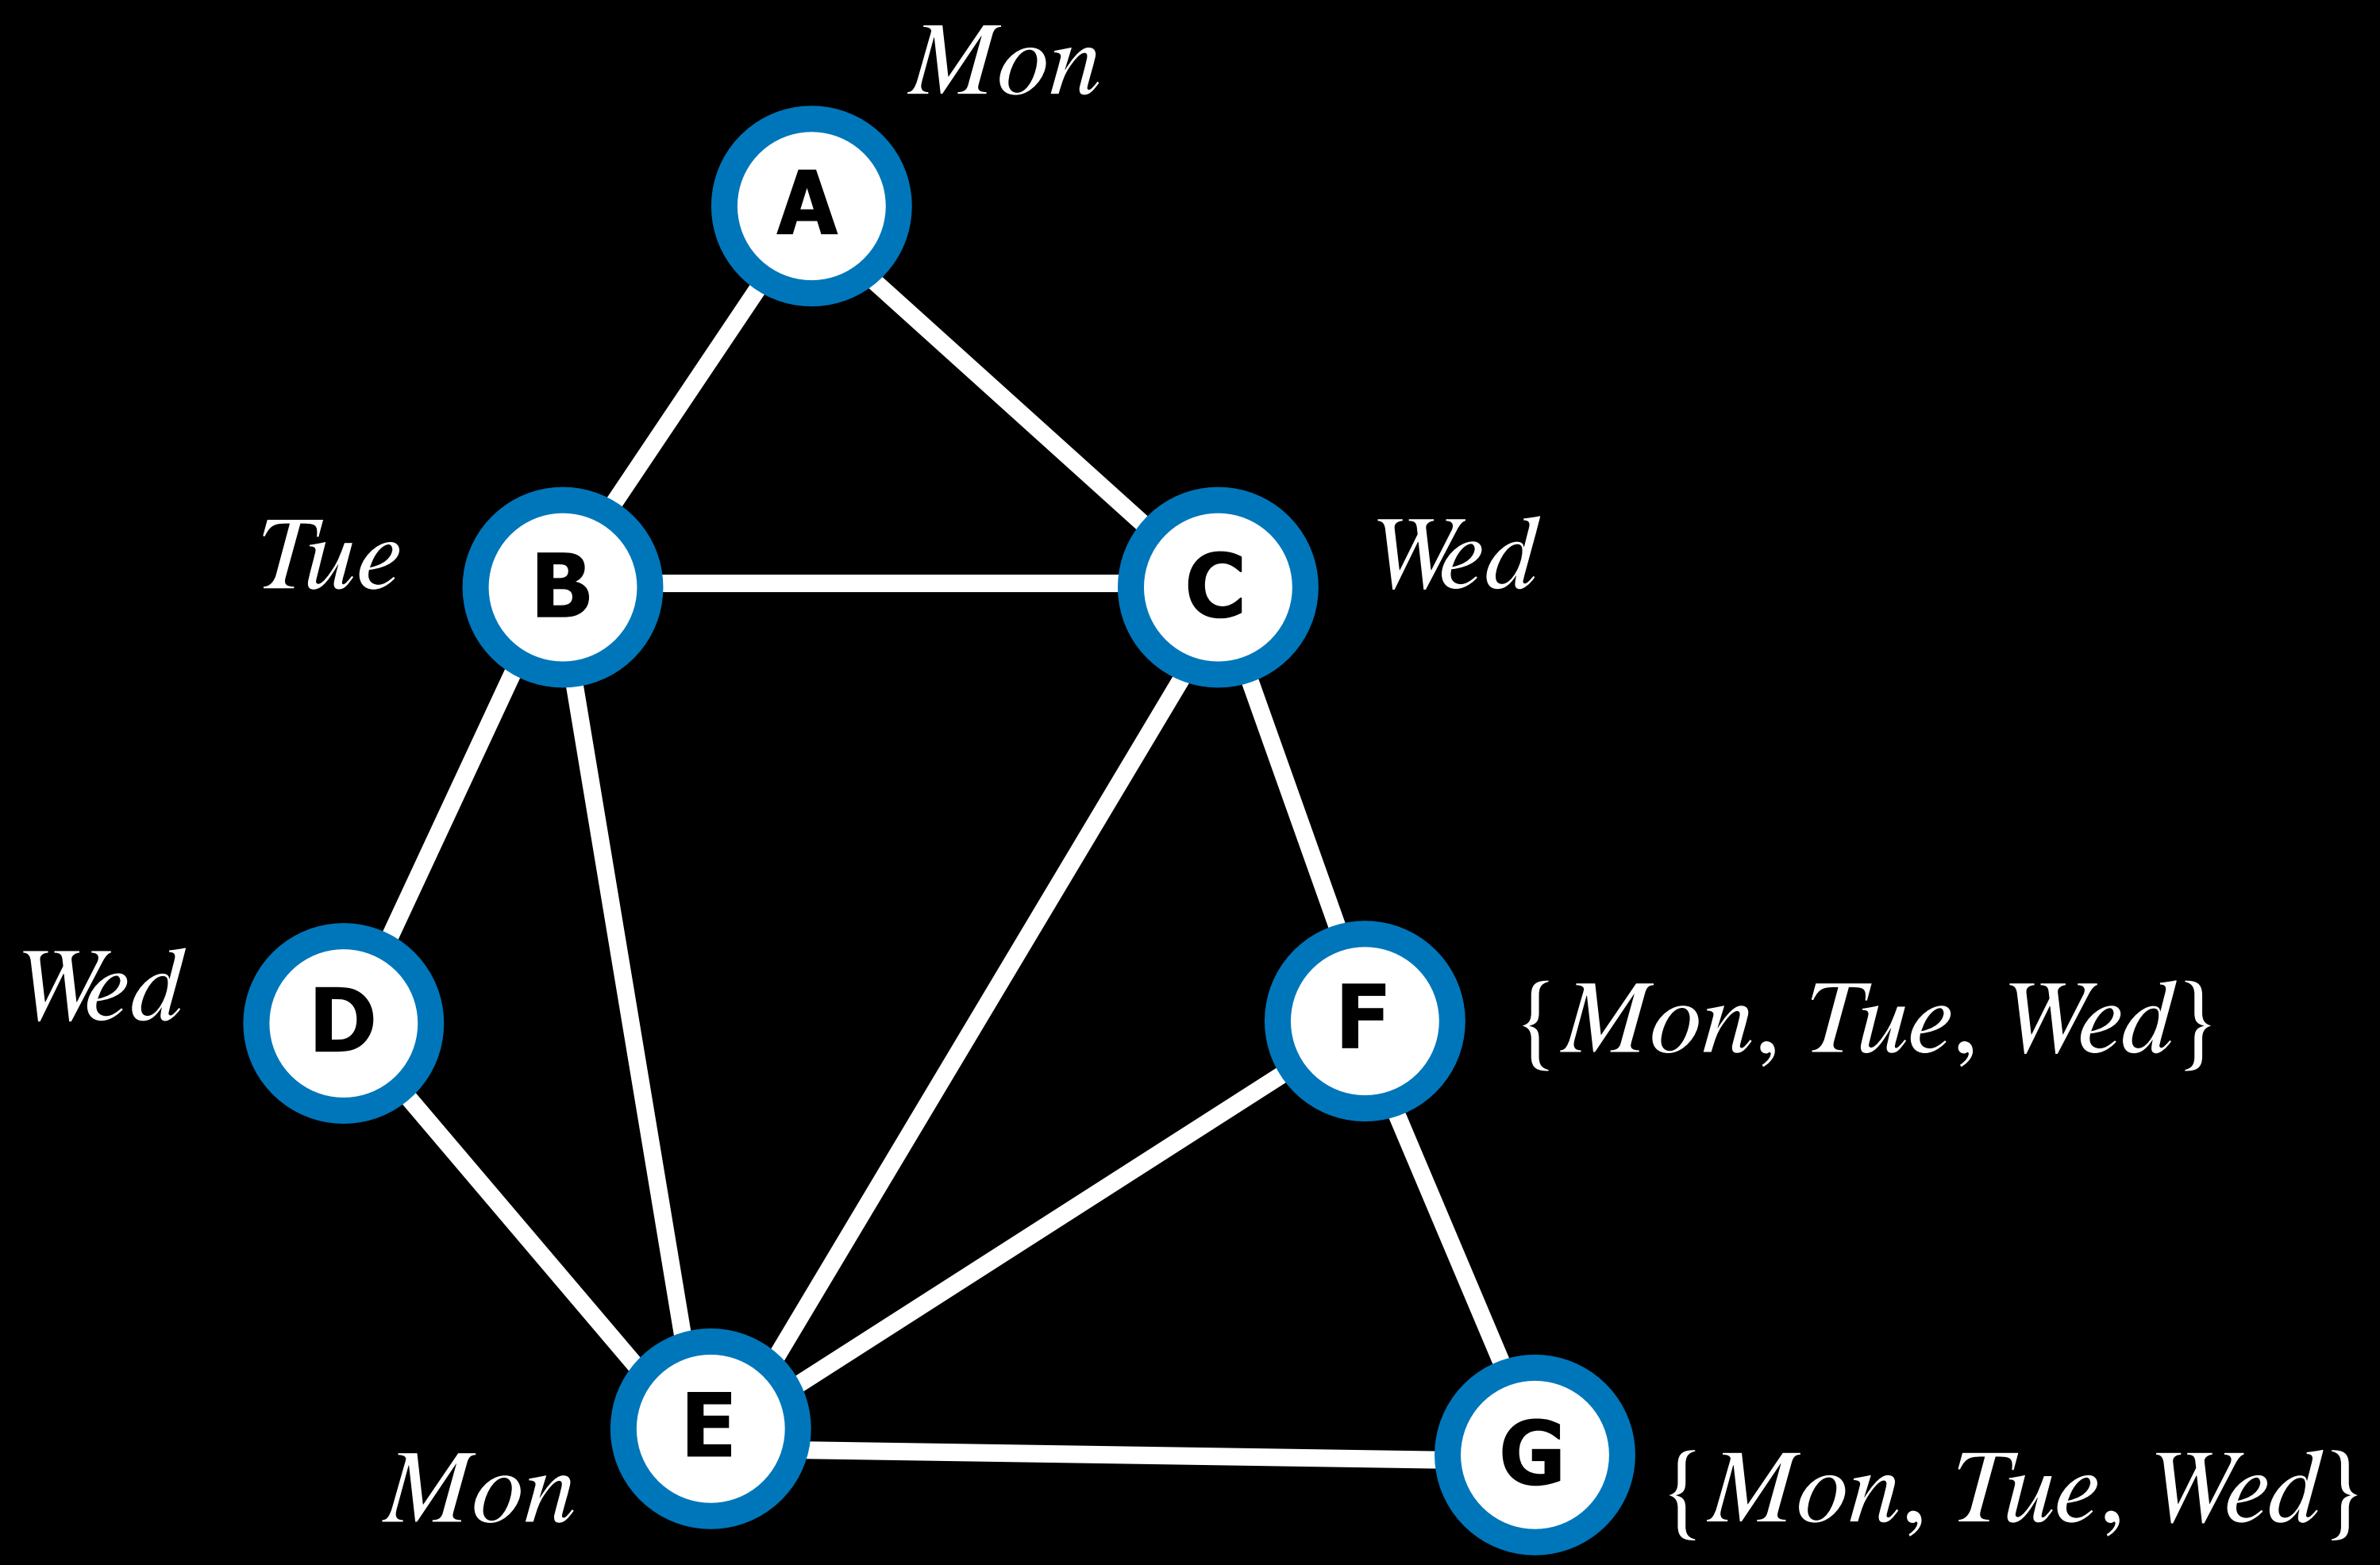 Mon
A
Tue
B
C
Wed
Wed
D
F
{Mon, Tue, Wed}
E
Mon
G
{Mon, Tue, Wed}